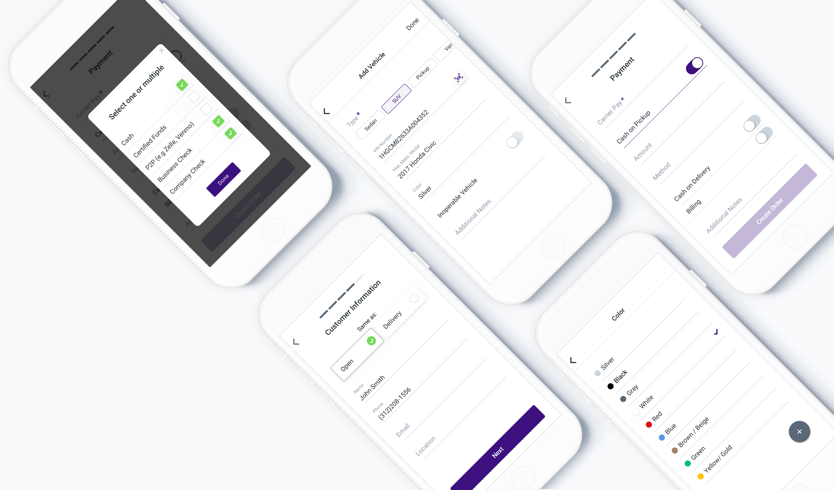 Payment
Carrier Pay
Select one or multiple
Cash
Certified Funds
P2P (e.g Zelle, Venmo)
Business Check
Company Check
Done
Create Order
Done
Add Vehicle
Type
Sedan
SUV
Pickup
Van
VIN Number
1HGCM82633A004352
Year, Make, Model
2017 Honda Civic
Color
Silver
Inoperable Vehicle
Additional Notes
Payment
Carrier Pay
Cash on Pickup
Amount
Method
Cash on Delivery
Billing
Additional Notes
Create Order
Customer Information
Same as:
Open
Delivery
Name
John Smith
Phone
(312)208-1556
Email
Location
Next
Color
Silver
Black
Gray
White
Red
Blue
Brown / Beige
Green
Yellow/ Gold